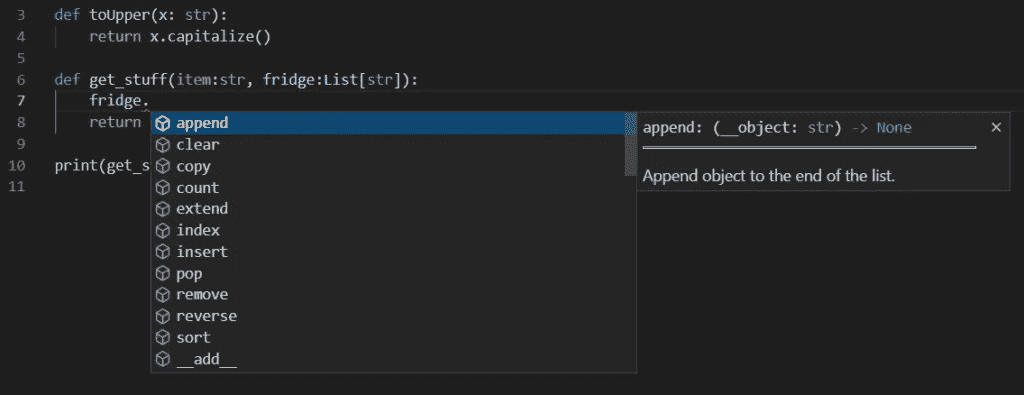 3 def toUpper(x: str):
4     return x.capitalize()
5
6 def get_stuff(item:str, fridge:List[str]):
7     fridge.
8     return
9
10 print(get_s
11
append
clear
copy
count
extend
index
insert
pop
remove
reverse
sort
__add__
append: (__object: str) -> None ×
Append object to the end of the list.